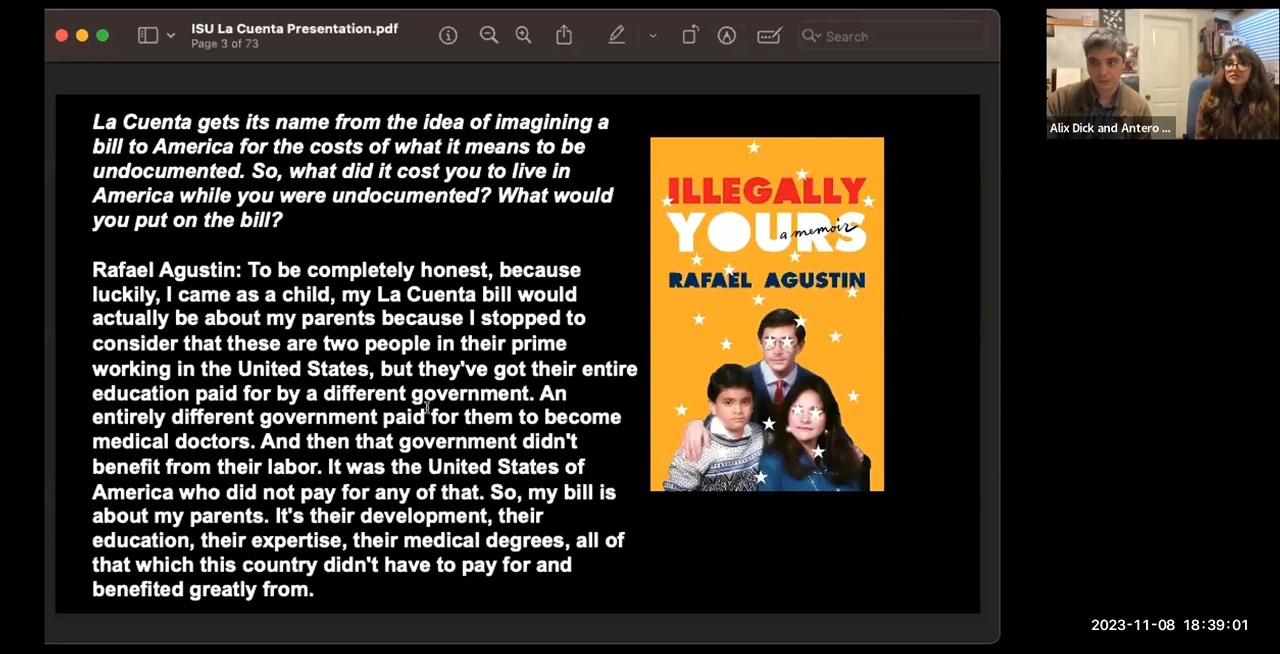 ISU La Cuenta Presentation.pdf
Page 3 of 73
Search
La Cuenta gets its name from the idea of imagining a
bill to America for the costs of what it means to be
undocumented. So, what did it cost you to live in
America while you were undocumented? What would
you put on the bill?
Rafael Agustin: To be completely honest, because
luckily, I came as a child, my La Cuenta bill would
actually be about my parents because I stopped to
consider that these are two people in their prime
working in the United States, but they've got their entire
education paid for by a different government. An
entirely different government paid for them to become
medical doctors. And then that government didn't
benefit from their labor. It was the United States of
America who did not pay for any of that. So, my bill is
about my parents. It's their development, their
education, their expertise, their medical degrees, all of
that which this country didn't have to pay for and
benefited greatly from.
ILLEGALLY
YOURS
a memoir
RAFAEL AGUSTIN
Alix Dick and Antero ...
2023-11-08 18:39:01